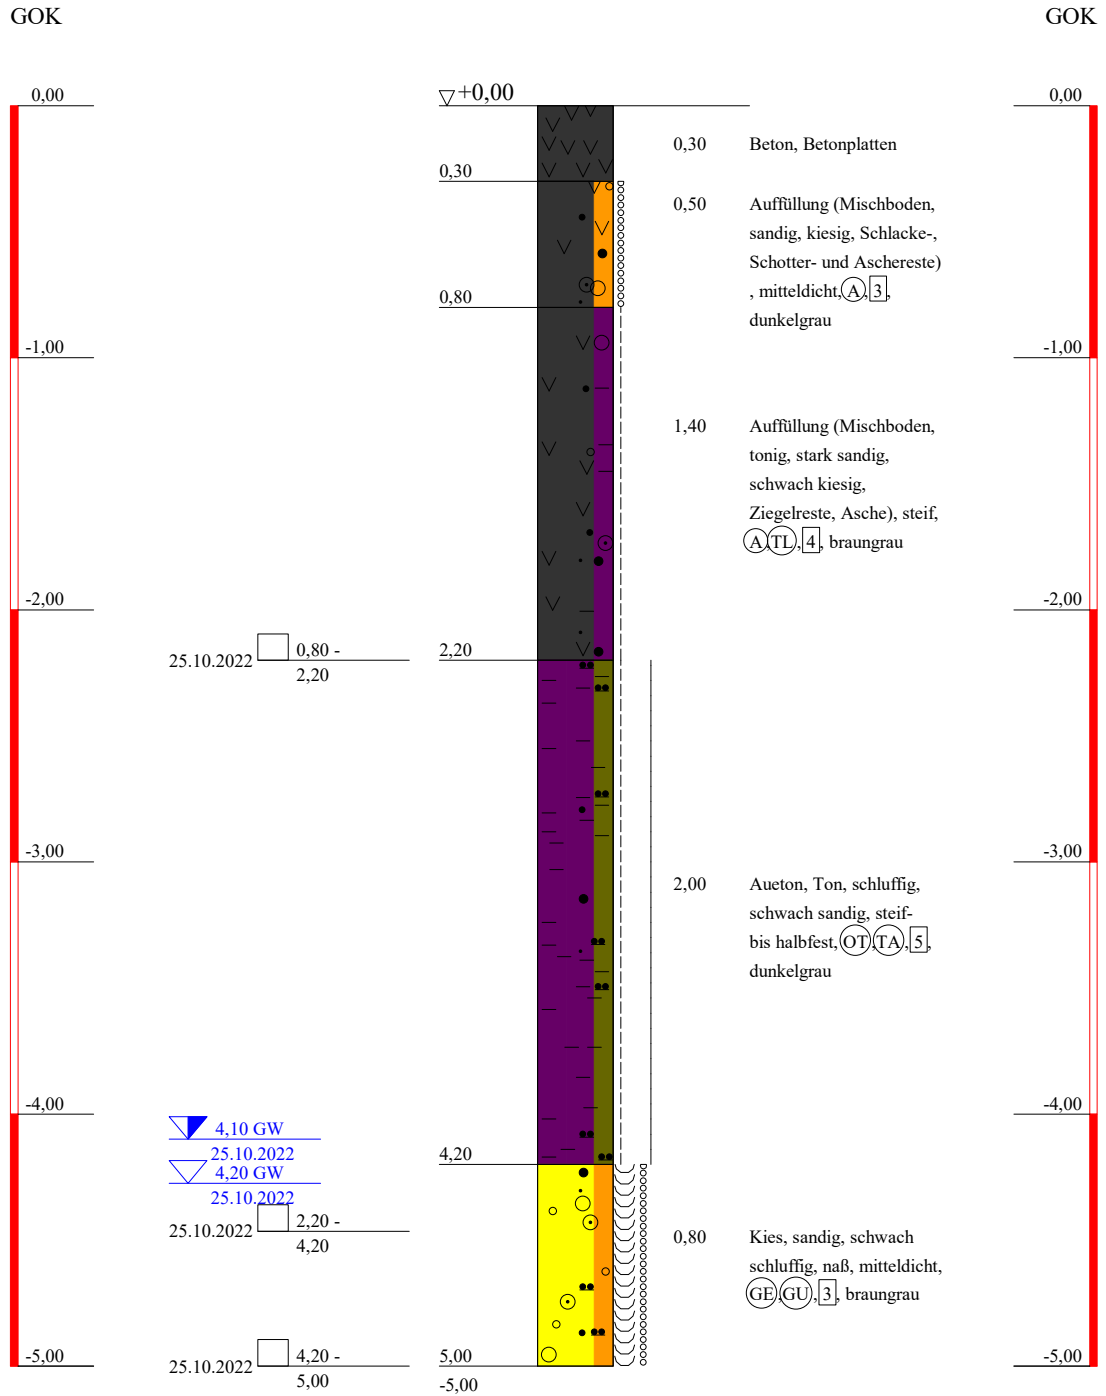 GOK
GOK
0,00
+0,00
0,00
0,30
Beton, Betonplatten
0,30
0,50
Auffüllung (Mischboden,
sandig, kiesig, Schlacke-,
Schotter- und Aschereste)
, mitteldicht, A, 3,
dunkelgrau
0,80
-1,00
-1,00
1,40
Auffüllung (Mischboden,
tonig, stark sandig,
schwach kiesig,
Ziegelreste, Asche), steif,
A, TL, 4, braungrau
-2,00
-2,00
25.10.2022
0,80 -
2,20
2,20
-3,00
-3,00
2,00
Aueton, Ton, schluffig,
schwach sandig, steif-
bis halbfest, OT, TA, 5,
dunkelgrau
-4,00
-4,00
4,10 GW
25.10.2022
4,20 GW
25.10.2022
4,20
25.10.2022
2,20 -
4,20
0,80
Kies, sandig, schwach
schluffig, naß, mitteldicht,
GE, GU, 3, braungrau
-5,00
25.10.2022
4,20 -
5,00
5,00
-5,00
-5,00